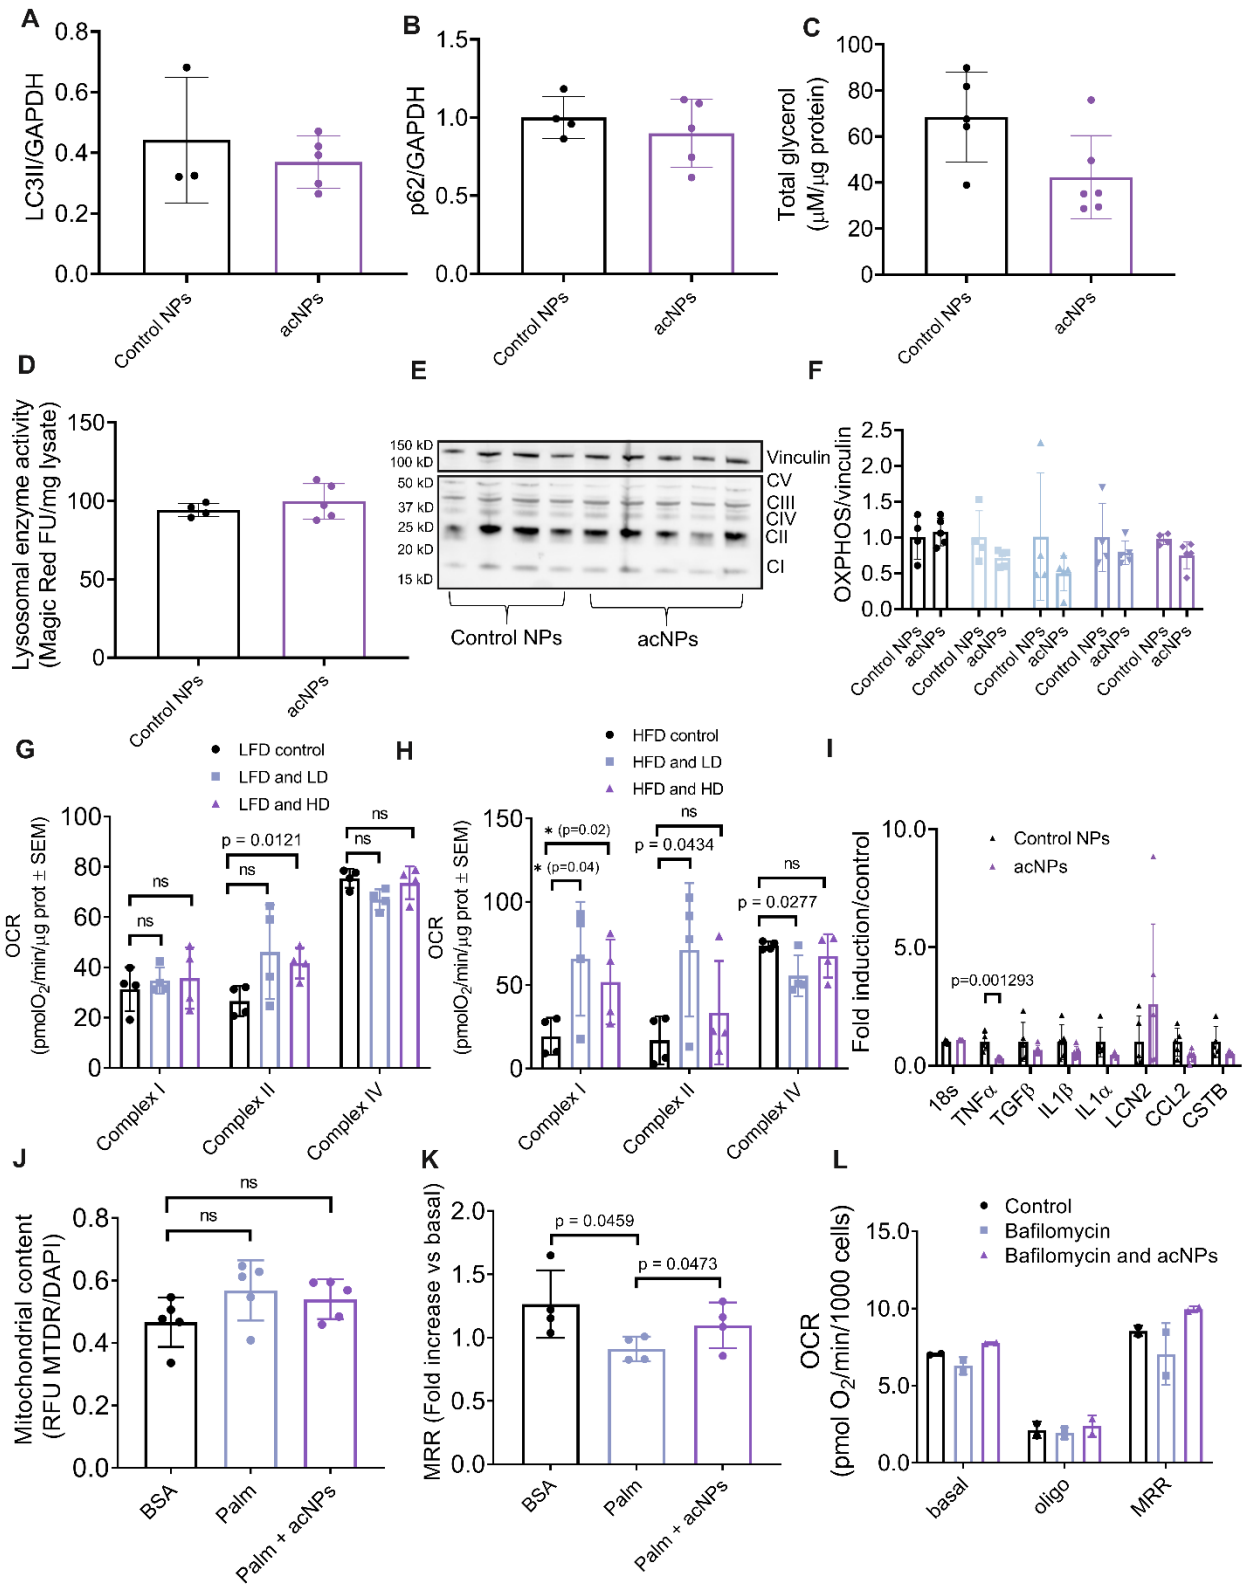 A
LC3II/GAPDH
0.8
0.6
0.4
0.2
0.0
Control NPs
acNPs
B
p62/GAPDH
1.5
1.0
0.5
0.0
Control NPs
acNPs
C
Total glycerol
(μM/μg protein)
100
80
60
40
20
0
Control NPs
acNPs
D
Lysosomal enzyme activity
(Magic Red FU/mg lysate)
150
100
50
0
Control NPs
acNPs
E
150 kD
100 kD
50 kD
37 kD
25 kD
20 kD
15 kD
Vinculin
CV
CIII
CIV
CII
CI
Control NPs
acNPs
F
OXPHOS/vinculin
2.5
2.0
1.5
1.0
0.5
0.0
Control NPs
acNPs
Control NPs
acNPs
Control NPs
acNPs
Control NPs
acNPs
Control NPs
acNPs
G
LFD control
LFD and LD
LFD and HD
OCR
(pmolO2/min/μg prot ± SEM)
100
80
60
40
20
0
ns
ns
p = 0.0121
ns
ns
ns
Complex I
Complex II
Complex IV
H
HFD control
HFD and LD
HFD and HD
OCR
(pmolO2/min/μg prot ± SEM)
150
100
50
0
* (p=0.02)
* (p=0.04)
ns
p = 0.0434
ns
p = 0.0277
Complex I
Complex II
Complex IV
I
Control NPs
acNPs
Fold induction/control
10.0
5.0
0.0
p=0.001293
18s
TNFα
TGFβ
IL1β
IL1α
LCN2
CCL2
CSTB
J
Mitochondrial content
(RFU MTDR/DAPI)
0.8
0.6
0.4
0.2
0.0
ns
ns
BSA
Palm
Palm + acNPs
K
MRR (Fold increase vs basal)
2.0
1.5
1.0
0.5
0.0
p = 0.0459
p = 0.0473
BSA
Palm
Palm + acNPs
L
Control
Bafilomycin
Bafilomycin and acNPs
OCR
(pmol O2/min/1000 cells)
15.0
10.0
5.0
0.0
basal
oligo
MRR